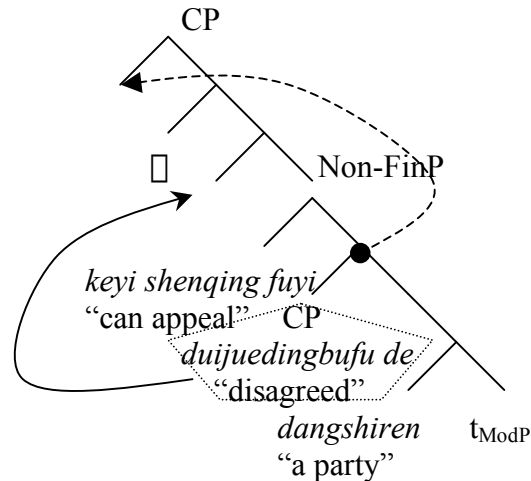 CP
Non-FinP
keyi shenqing fuyi
“can appeal”
CP
duijuedingbufu de
“disagreed”
dangshiren
“a party”
tModP